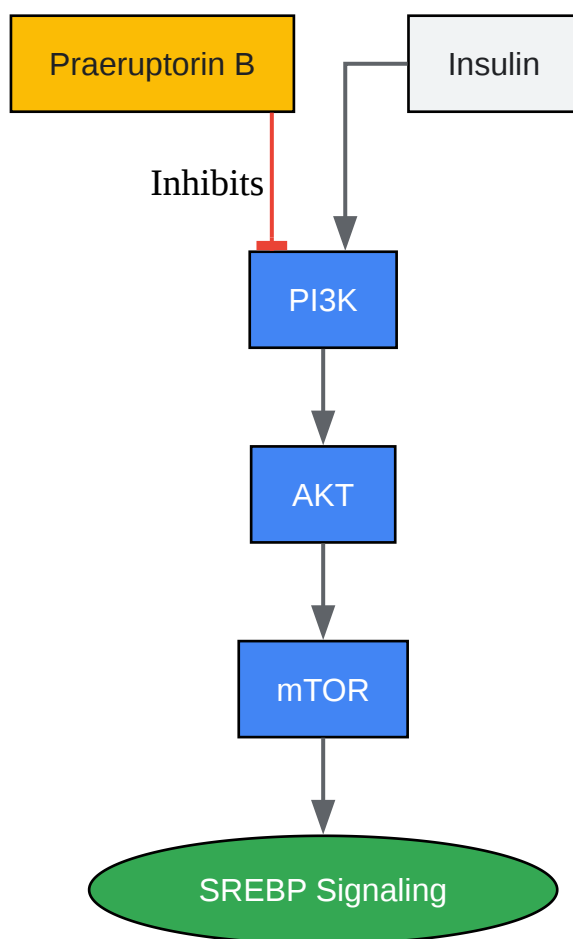 Praeruptorin B
Insulin
Inhibits
PI3K
AKT
mTOR
SREBP Signaling